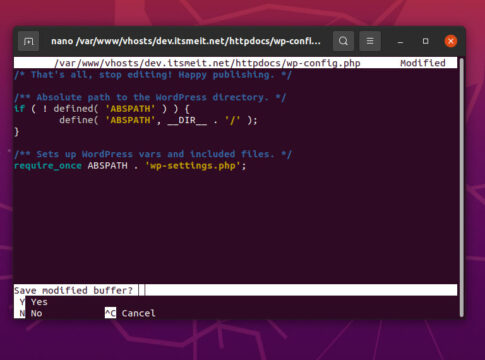 nano /var/www/vhosts/dev.itsmeit.net/httpdocs/wp-confi...
/var/www/vhosts/dev.itsmeit.net/httpdocs/wp-config.php Modified
/* That's all, stop editing! Happy publishing. */
/** Absolute path to the WordPress directory. */
if ( ! defined( 'ABSPATH' ) ) {
define( 'ABSPATH', __DIR__ . '/' );
}
/** Sets up WordPress vars and included files. */
require_once ABSPATH . 'wp-settings.php';
Save modified buffer?
Y Yes
N No ^C Cancel